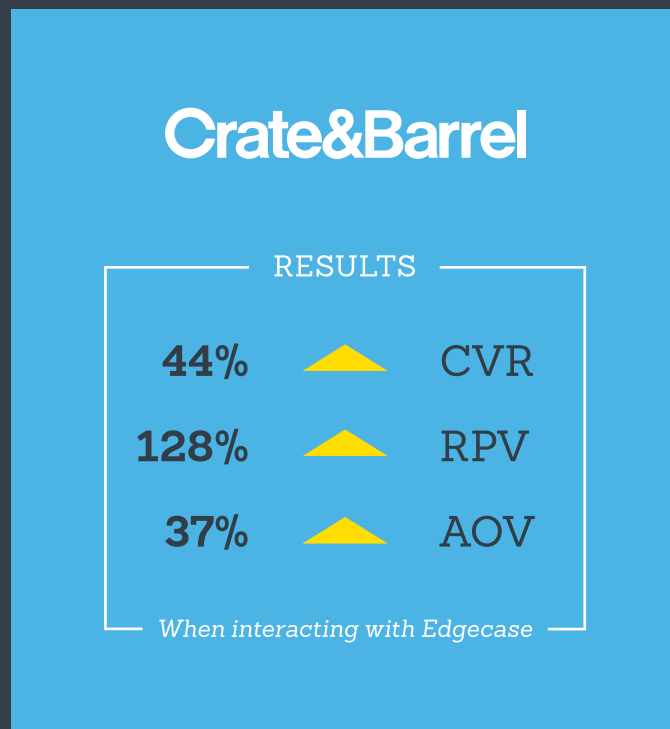 Crate&Barrel
RESULTS
44% CVR
128% RPV
37% AOV
When interacting with Edgecase